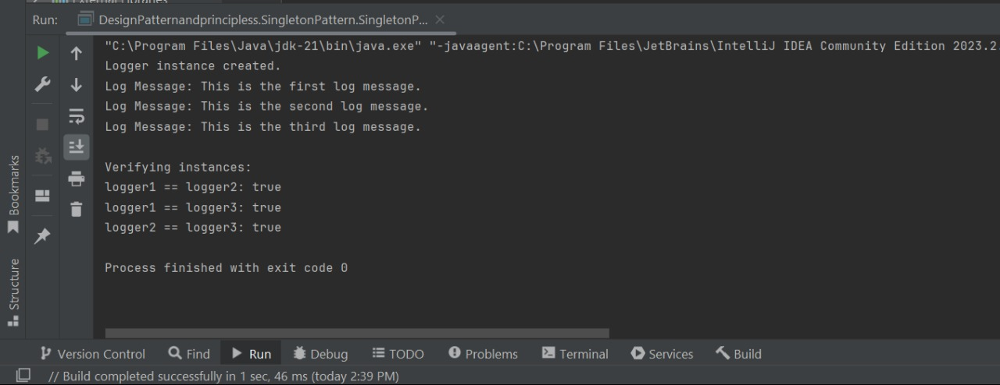 External Libraries
Run: DesignPatternandprincipless.SingletonPattern.SingletonP...
"C:\Program Files\Java\jdk-21\bin\java.exe" "-javaagent:C:\Program Files\JetBrains\IntelliJ IDEA Community Edition 2023.2.
Logger instance created.
Log Message: This is the first log message.
Log Message: This is the second log message.
Log Message: This is the third log message.
Verifying instances:
logger1 == logger2: true
logger1 == logger3: true
logger2 == logger3: true
Process finished with exit code 0
Bookmarks
Structure
Version Control Find Run Debug TODO Problems Terminal Services Build
// Build completed successfully in 1 sec, 46 ms (today 2:39 PM)